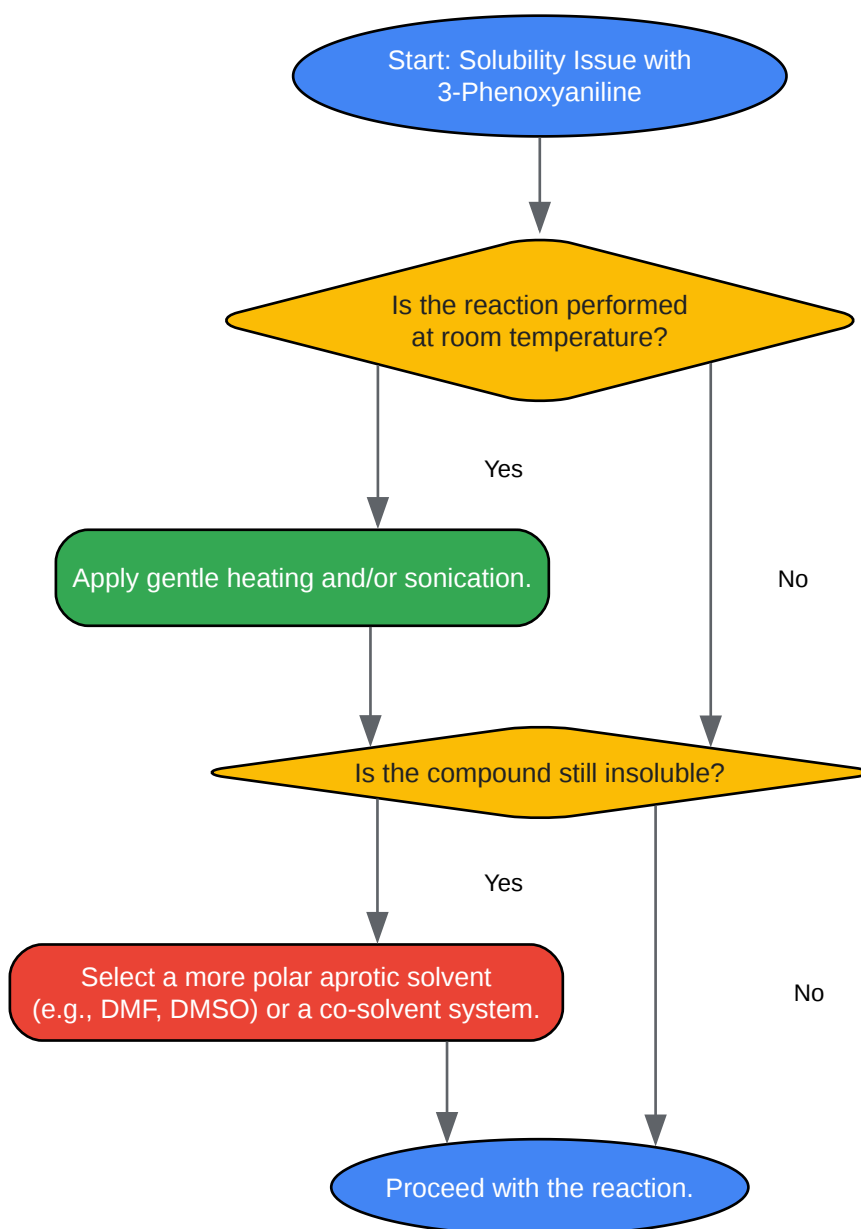 Start: Solubility Issue with
3-Phenoxyaniline
Is the reaction performed
at room temperature?
Yes
Apply gentle heating and/or sonication.
No
Is the compound still insoluble?
Yes
Select a more polar aprotic solvent
(e.g., DMF, DMSO) or a co-solvent system.
No
Proceed with the reaction.